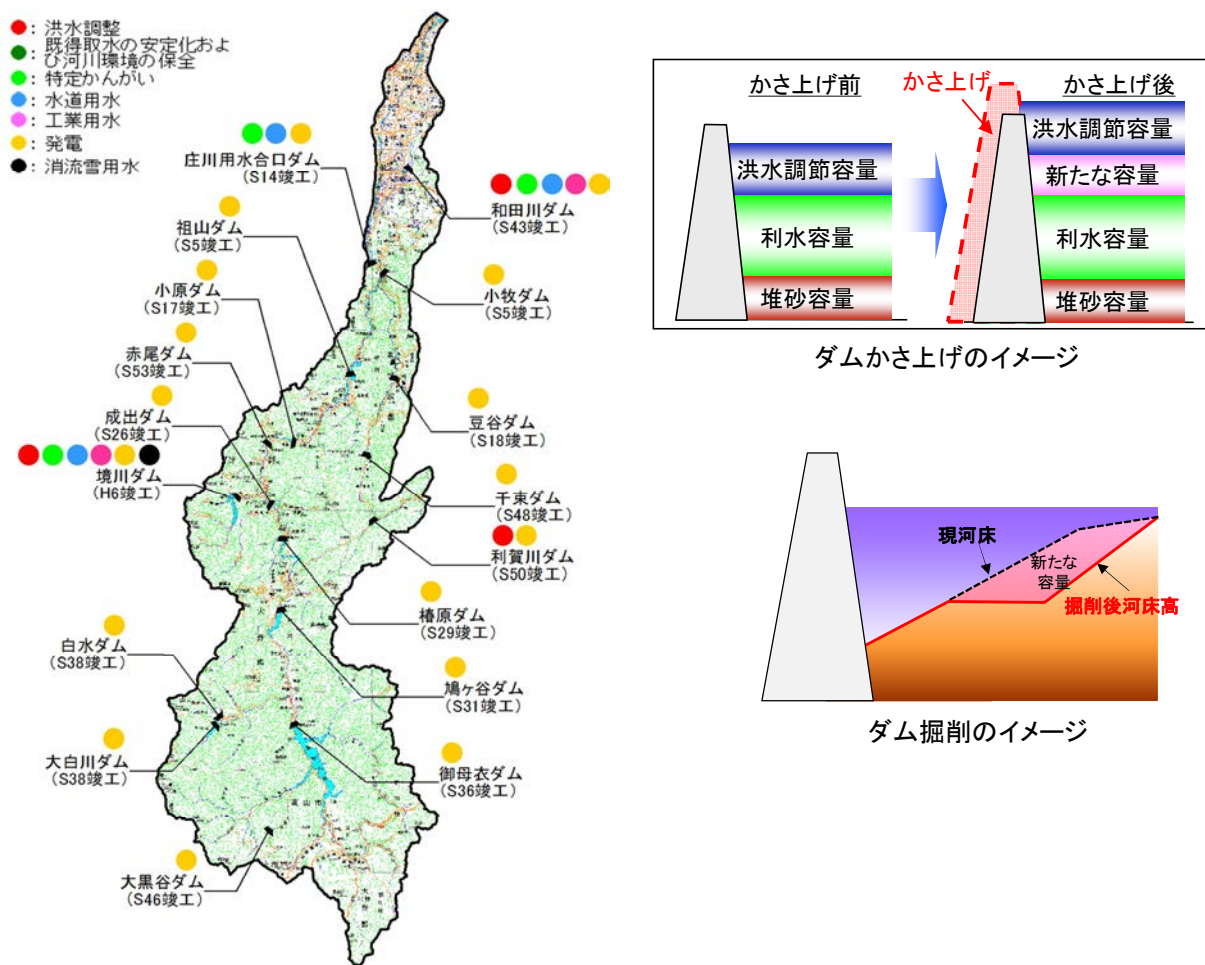 ●：洪水調整
●：既得取水の安定化およ
び河川環境の保全
●：特定かんがい
●：水道用水
●：工業用水
●：発電
●：消流雪用水
庄川用水合口ダム
(S14竣工)
和田川ダム
(S43竣工)
祖山ダム
(S5竣工)
小牧ダム
(S5竣工)
小原ダム
(S17竣工)
赤尾ダム
(S53竣工)
豆谷ダム
(S18竣工)
成出ダム
(S26竣工)
境川ダム
(H6竣工)
千束ダム
(S48竣工)
利賀川ダム
(S50竣工)
椿原ダム
(S29竣工)
白水ダム
(S38竣工)
鳩ヶ谷ダム
(S31竣工)
大白川ダム
(S38竣工)
御母衣ダム
(S36竣工)
大黒谷ダム
(S46竣工)
かさ上げ前
洪水調節容量
利水容量
堆砂容量
かさ上げ
かさ上げ後
洪水調節容量
新たな容量
利水容量
堆砂容量
ダムかさ上げのイメージ
現河床
新たな
容量
掘削後河床高
ダム掘削のイメージ